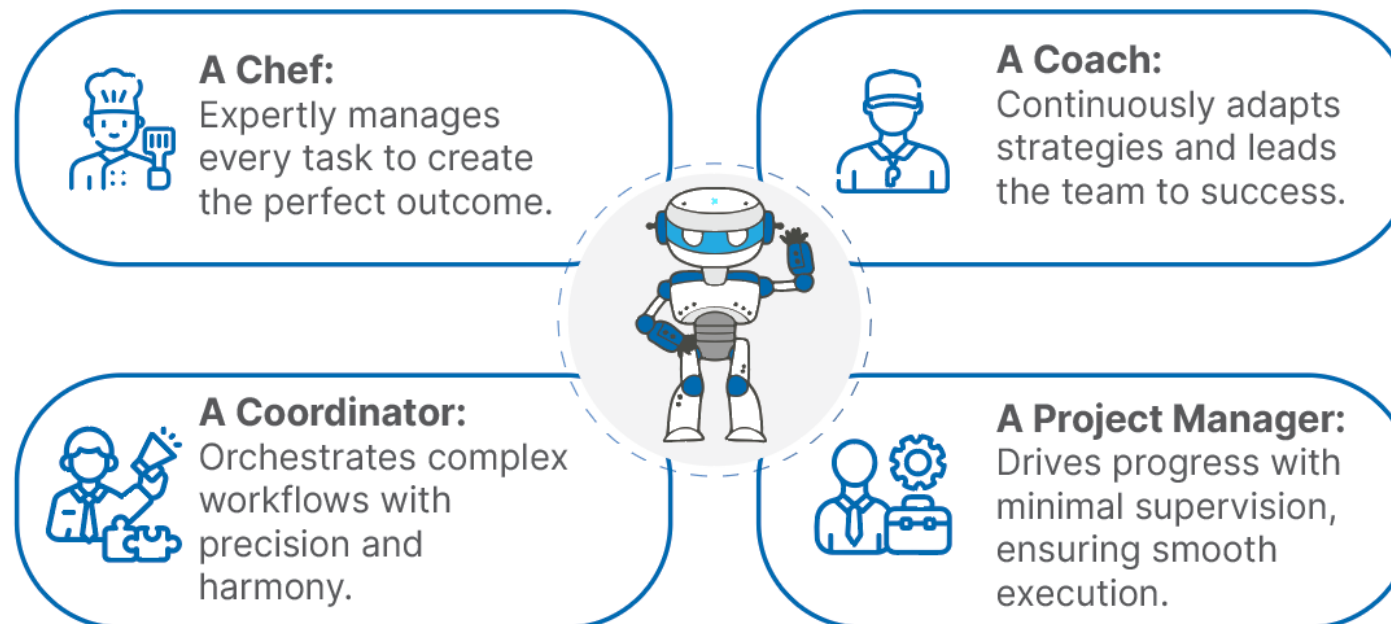 A Chef:
Expertly manages
every task to create
the perfect outcome.
A Coach:
Continuously adapts
strategies and leads
the team to success.
A Coordinator:
Orchestrates complex
workflows with
precision and
harmony.
A Project Manager:
Drives progress with
minimal supervision,
ensuring smooth
execution.